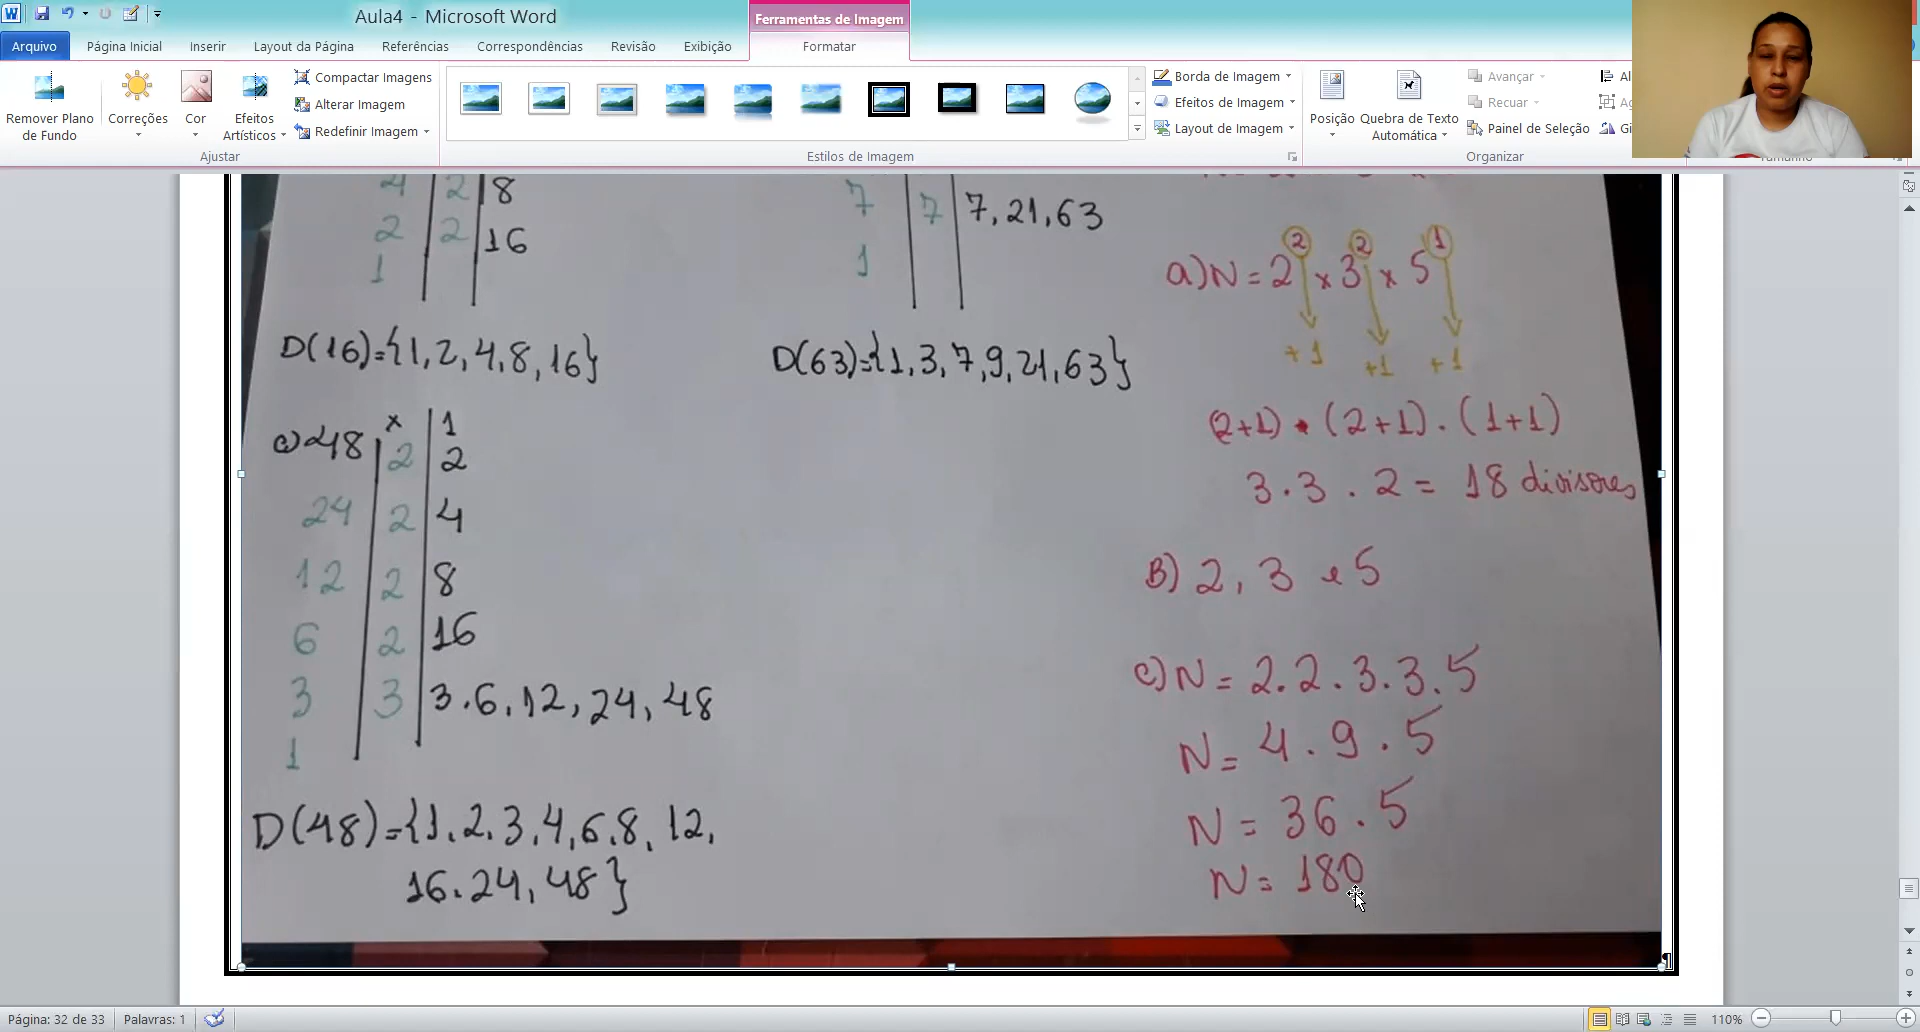 Aula4 - Microsoft Word
Ferramentas de Imagem
Arquivo
Página Inicial
Inserir
Layout da Página
Referências
Correspondências
Revisão
Exibição
Formatar
Remover Plano de Fundo
Correções
Cor
Efeitos Artísticos
Compactar Imagens
Alterar Imagem
Redefinir Imagem
Ajustar
Estilos de Imagem
Borda de Imagem
Efeitos de Imagem
Layout de Imagem
Posição
Quebra de Texto Automática
Avançar
Recuar
Painel de Seleção
Organizar
4 2 8
2 2 16
1
D(16)={1,2,4,8,16}
7 7 7, 21, 63
1
D(63)={1,3,7,9,21,63}
c) 48 x 1
2 2
24 2 4
12 2 8
6 2 16
3 3 3.6,12,24,48
1
D(48)={1.2.3,4,6.8,12,
16.24,48}
a) N = 2² x 3² x 5¹
+1 +1 +1
(2+1) . (2+1) . (1+1)
3.3.2 = 18 divisores
B) 2, 3 e 5
c) N = 2.2.3.3.5
N = 4.9.5
N = 36.5
N = 180
Página: 32 de 33
Palavras: 1
110%